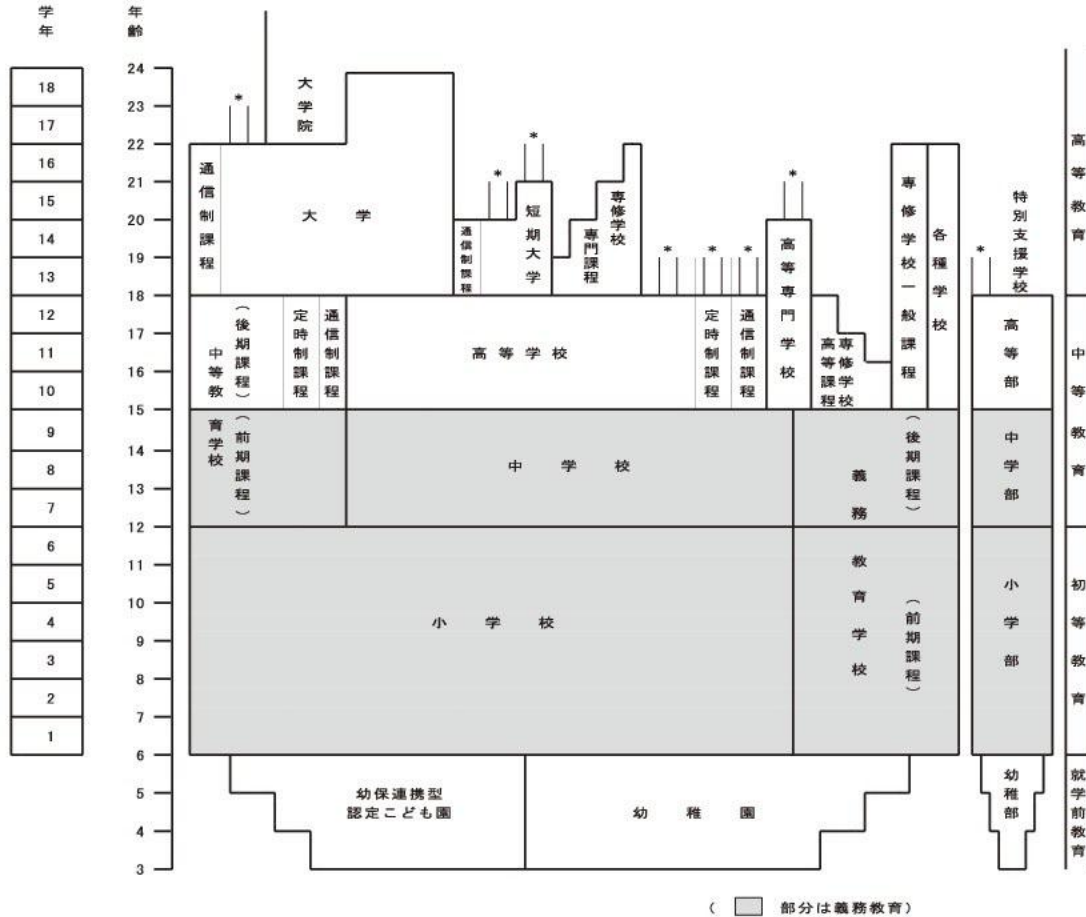 学年
年齢
18
17
16
15
14
13
12
11
10
9
8
7
6
5
4
3
2
1
24
23
22
21
20
19
18
17
16
15
14
13
12
11
10
9
8
7
6
5
4
3
*
大学院
通信制課程
大学
通信制課程
*
*
短期大学
専門課程
専修学校
*
*
*
*
高等専門学校
専修学校一般課程
各種学校
*
特別支援学校
高等教育
中等教育学校
(後期課程)
(前期課程)
定時制課程
通信制課程
高等学校
定時制課程
通信制課程
高等課程
専修学校
高等部
中等教育
中学校
義務教育学校
(後期課程)
(前期課程)
中学部
小学校
小学部
初等教育
幼保連携型
認定こども園
幼稚園
幼稚部
就学前教育
( 部分は義務教育)